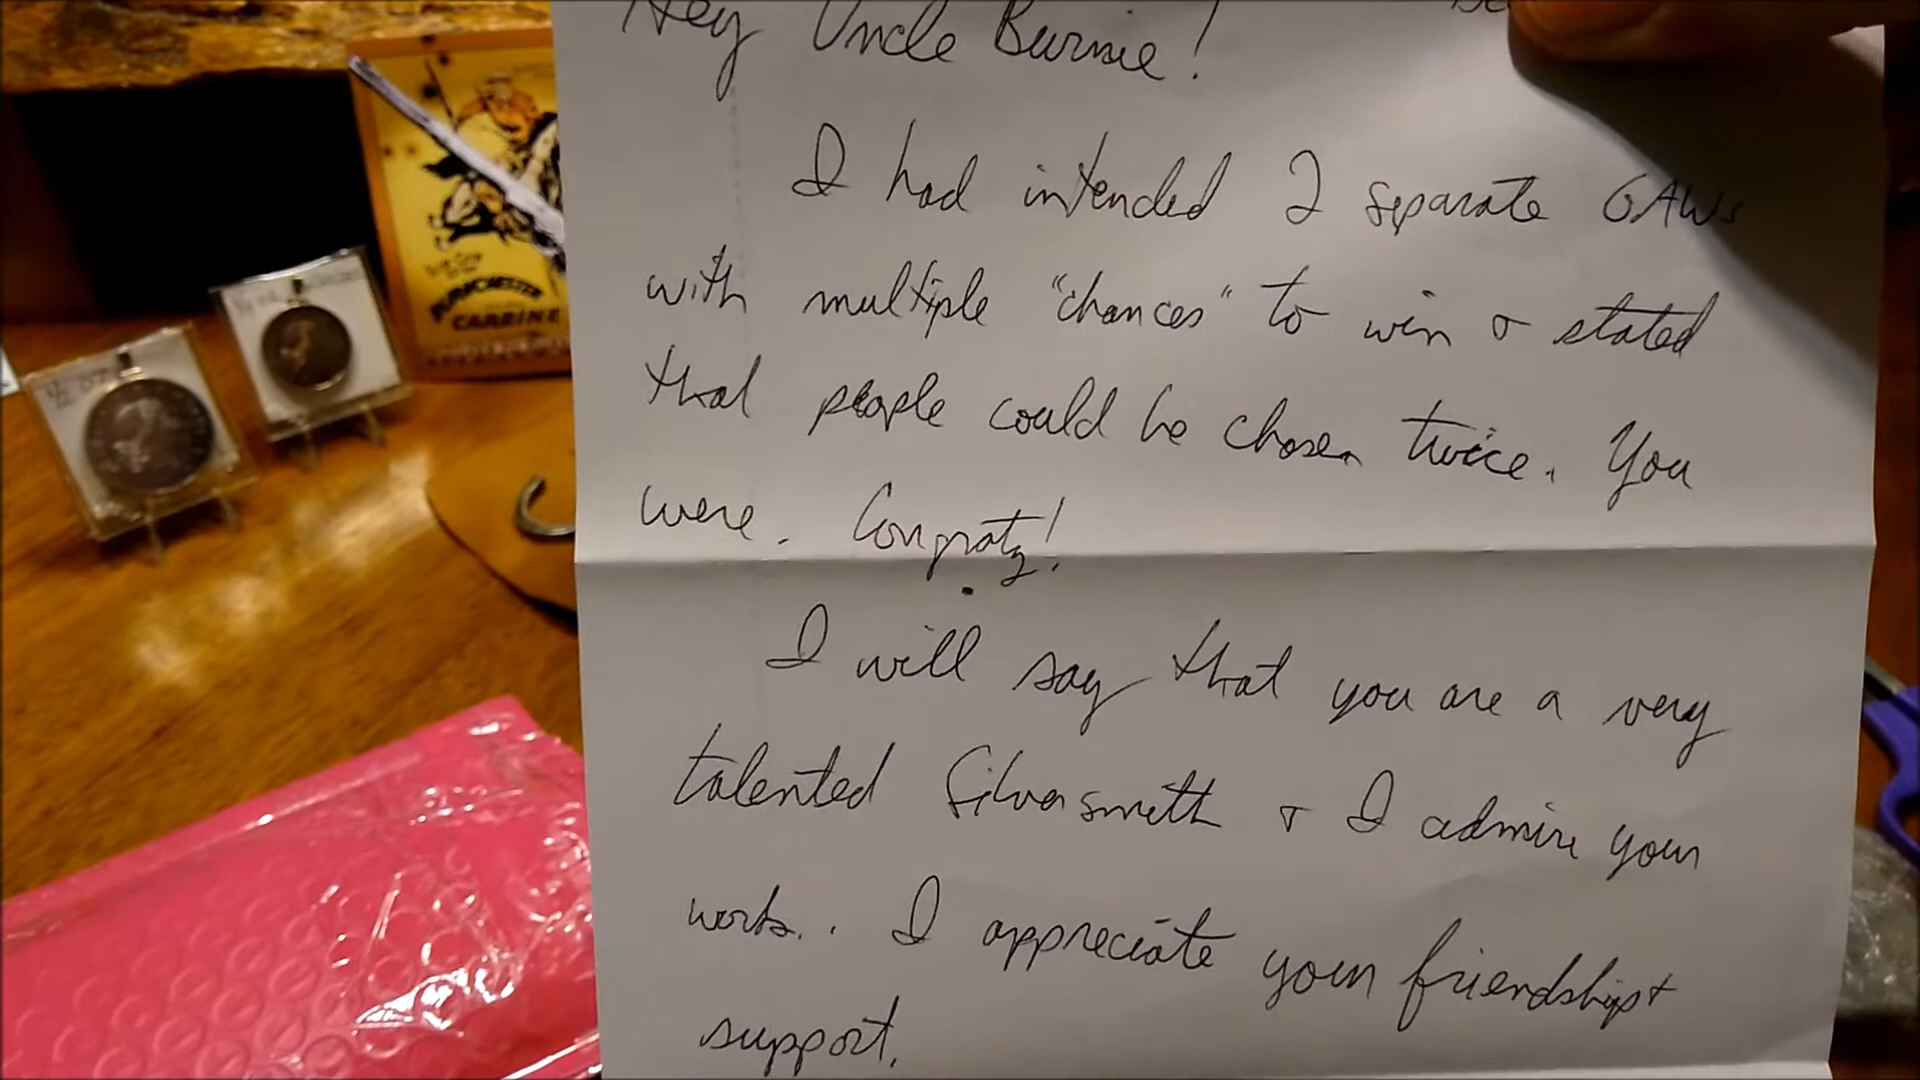 Hey Uncle Burnie!
I had intended 2 separate GAWs
with multiple "chances" to win & stated
that people could be chosen twice. You
were. Congratz!
I will say that you are a very
talented Silversmith & I admire your
work. I appreciate your friendship &
support.
WINCHESTER
CARBINE